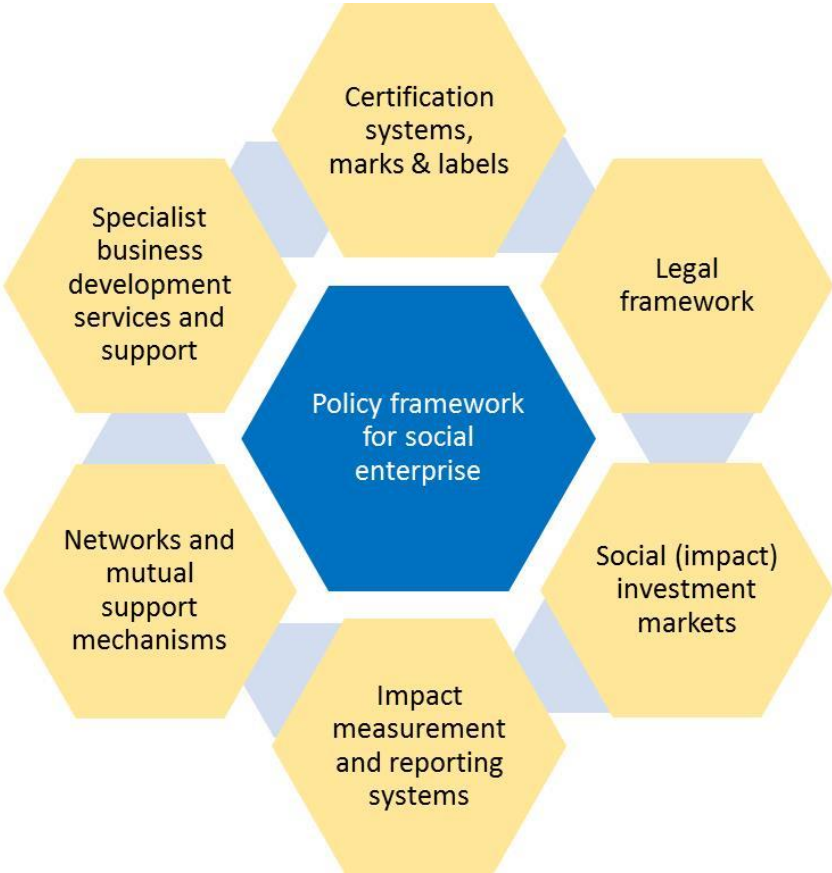 Certification
systems,
marks & labels
Legal
framework
Social (impact)
investment
markets
Impact
measurement
and reporting
systems
Networks and
mutual
support
mechanisms
Specialist
business
development
services and
support
Policy framework
for social
enterprise